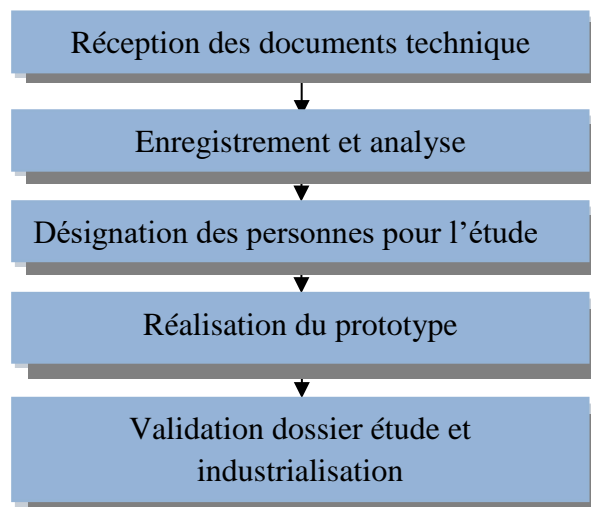 Réception des documents technique
Enregistrement et analyse
Désignation des personnes pour l’étude
Réalisation du prototype
Validation dossier étude et
industrialisation